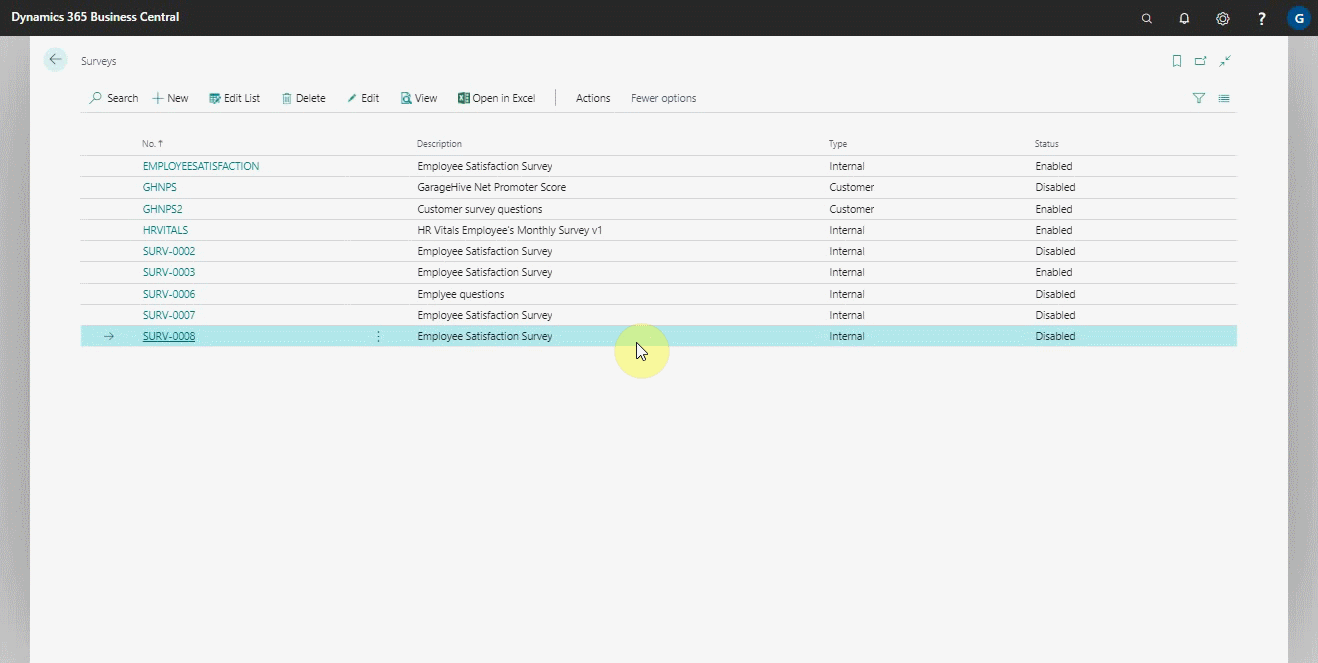 Dynamics 365 Business Central
? G
Surveys
Search New Edit List Delete Edit View Open in Excel Actions Fewer options
No. ↑ Description Type Status
EMPLOYEESATISFACTION Employee Satisfaction Survey Internal Enabled
GHNPS GarageHive Net Promoter Score Customer Disabled
GHNPS2 Customer survey questions Customer Enabled
HRVITALS HR Vitals Employee's Monthly Survey v1 Internal Enabled
SURV-0002 Employee Satisfaction Survey Internal Disabled
SURV-0003 Employee Satisfaction Survey Internal Enabled
SURV-0006 Emplyee questions Internal Disabled
SURV-0007 Employee Satisfaction Survey Internal Disabled
SURV-0008 Employee Satisfaction Survey Internal Disabled